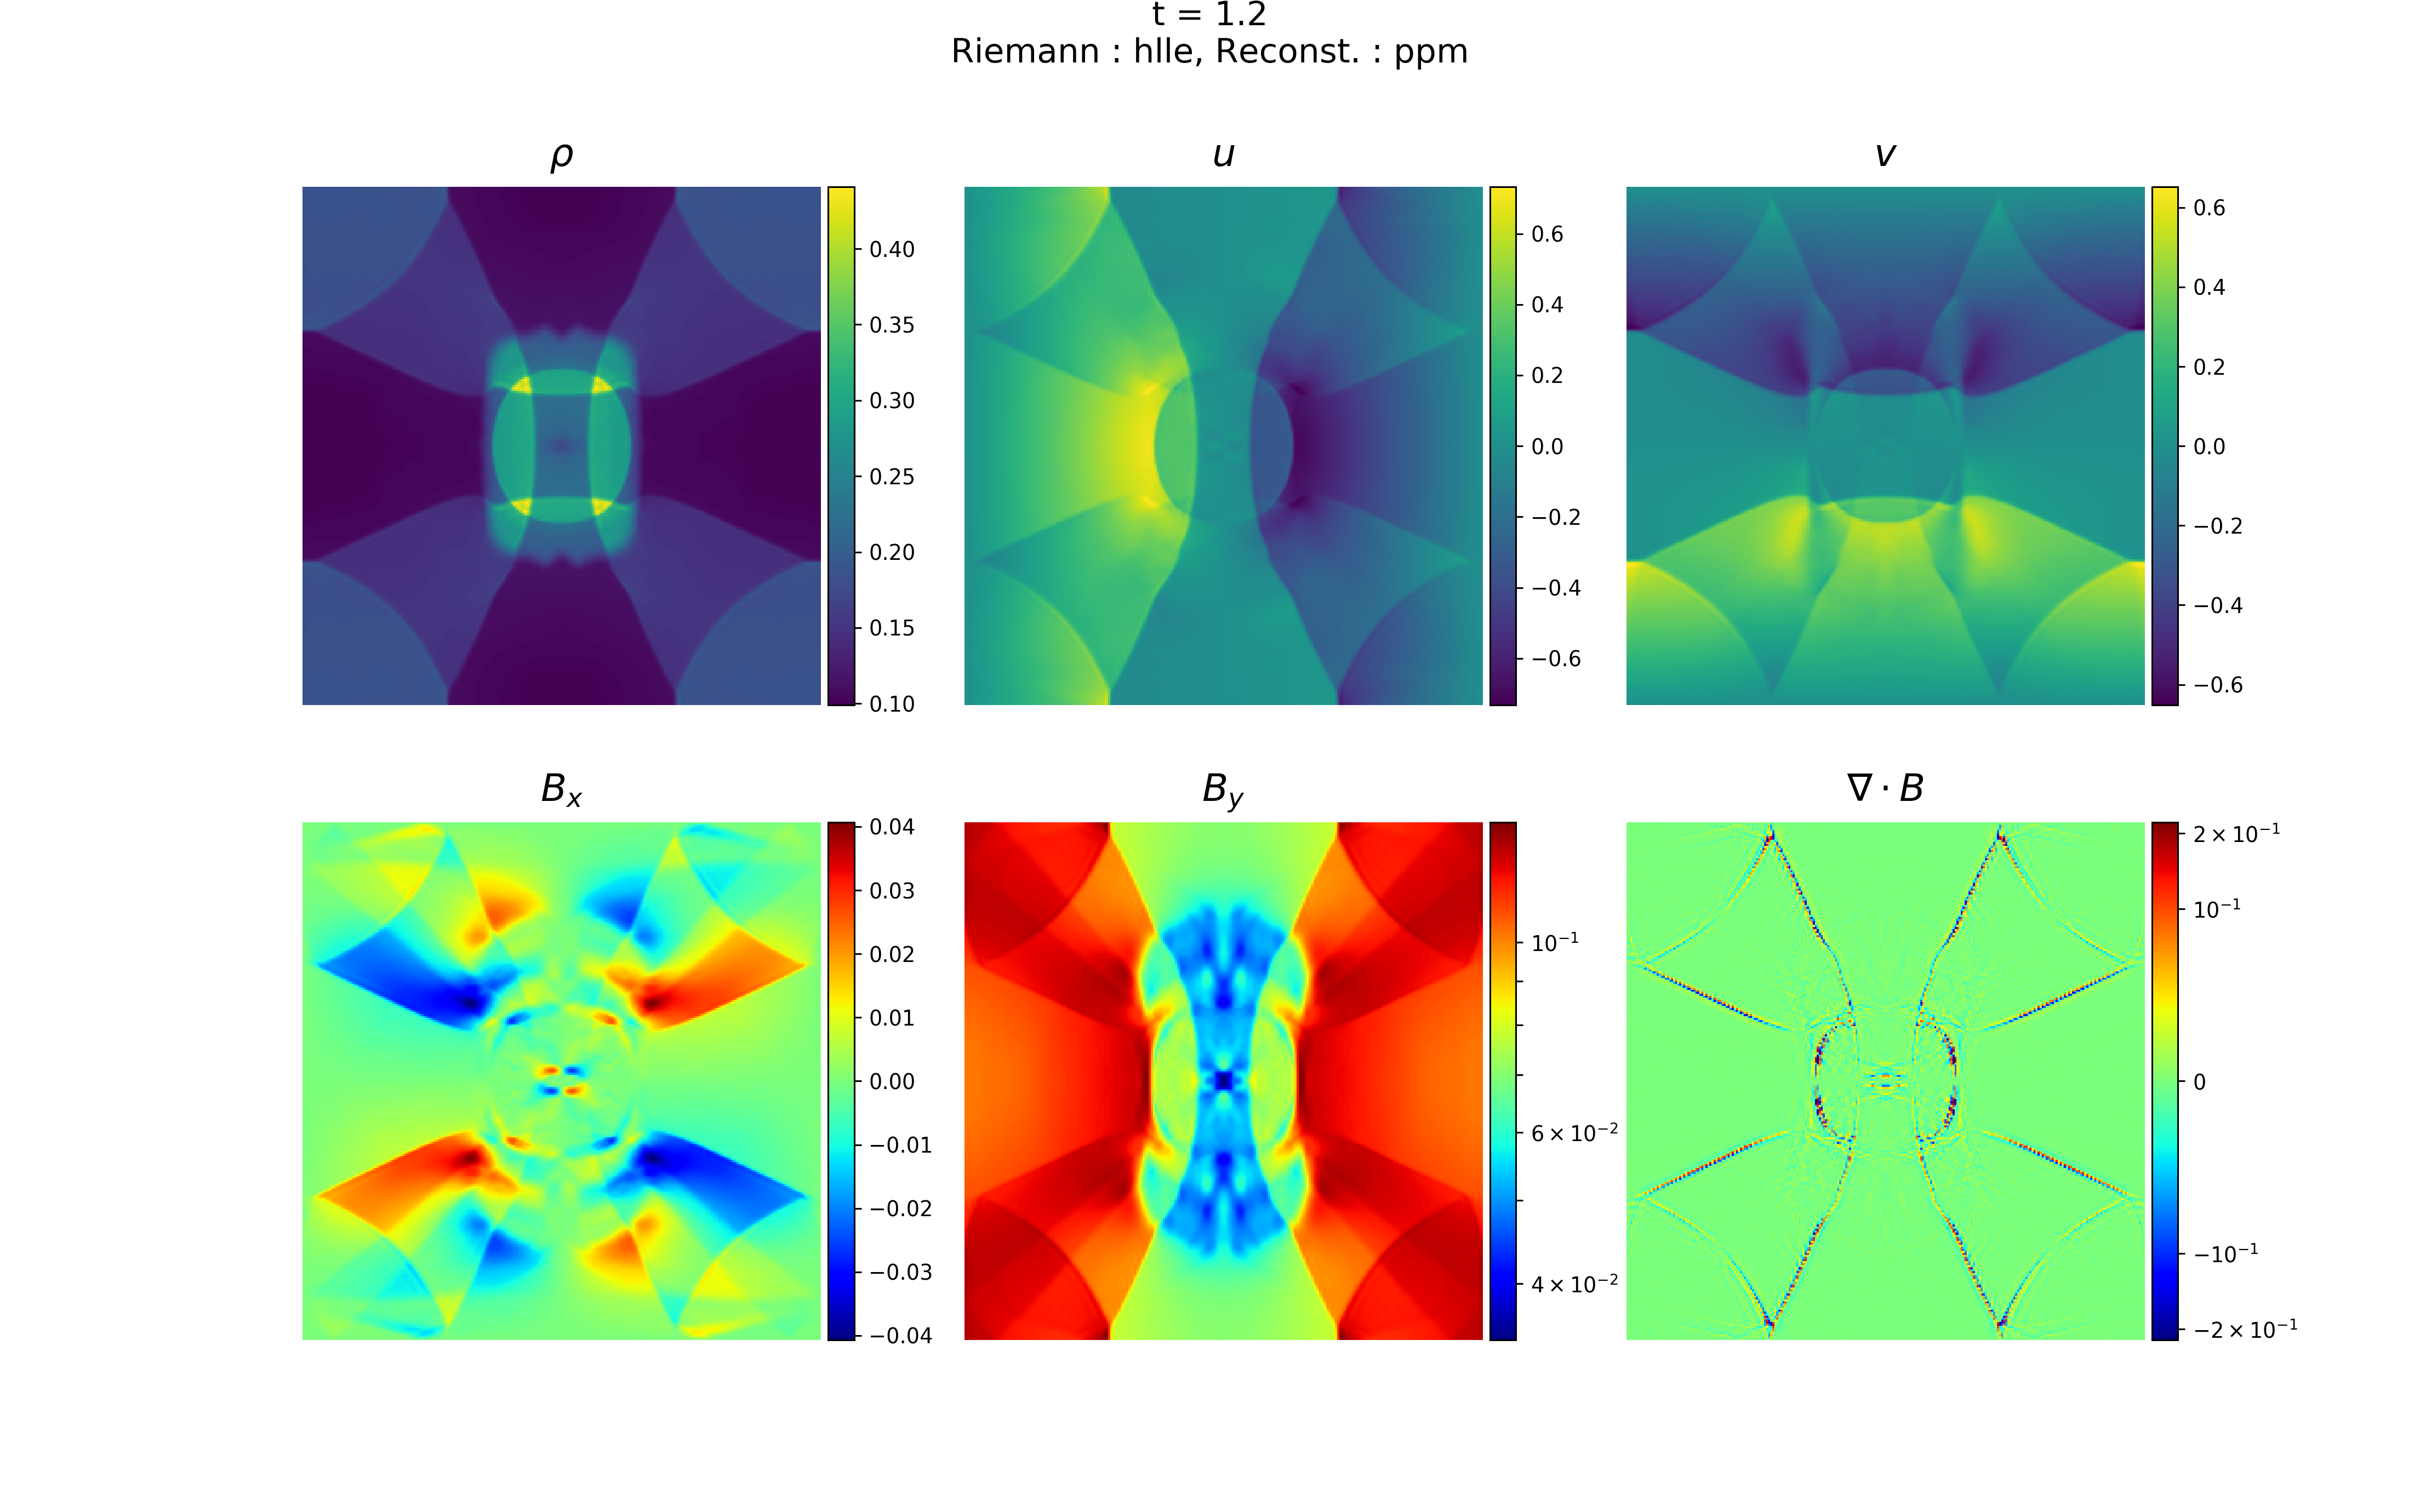 t = 1.2
Riemann : hlle, Reconst. : ppm
ρ
u
v
0.40
0.35
0.30
0.25
0.20
0.15
0.10
0.6
0.4
0.2
0.0
−0.2
−0.4
−0.6
0.6
0.4
0.2
0.0
−0.2
−0.4
−0.6
Bₓ
B_y
∇ · B
0.04
0.03
0.02
0.01
0.00
−0.01
−0.02
−0.03
−0.04
10⁻¹
6 × 10⁻²
4 × 10⁻²
2 × 10⁻¹
10⁻¹
0
−10⁻¹
−2 × 10⁻¹